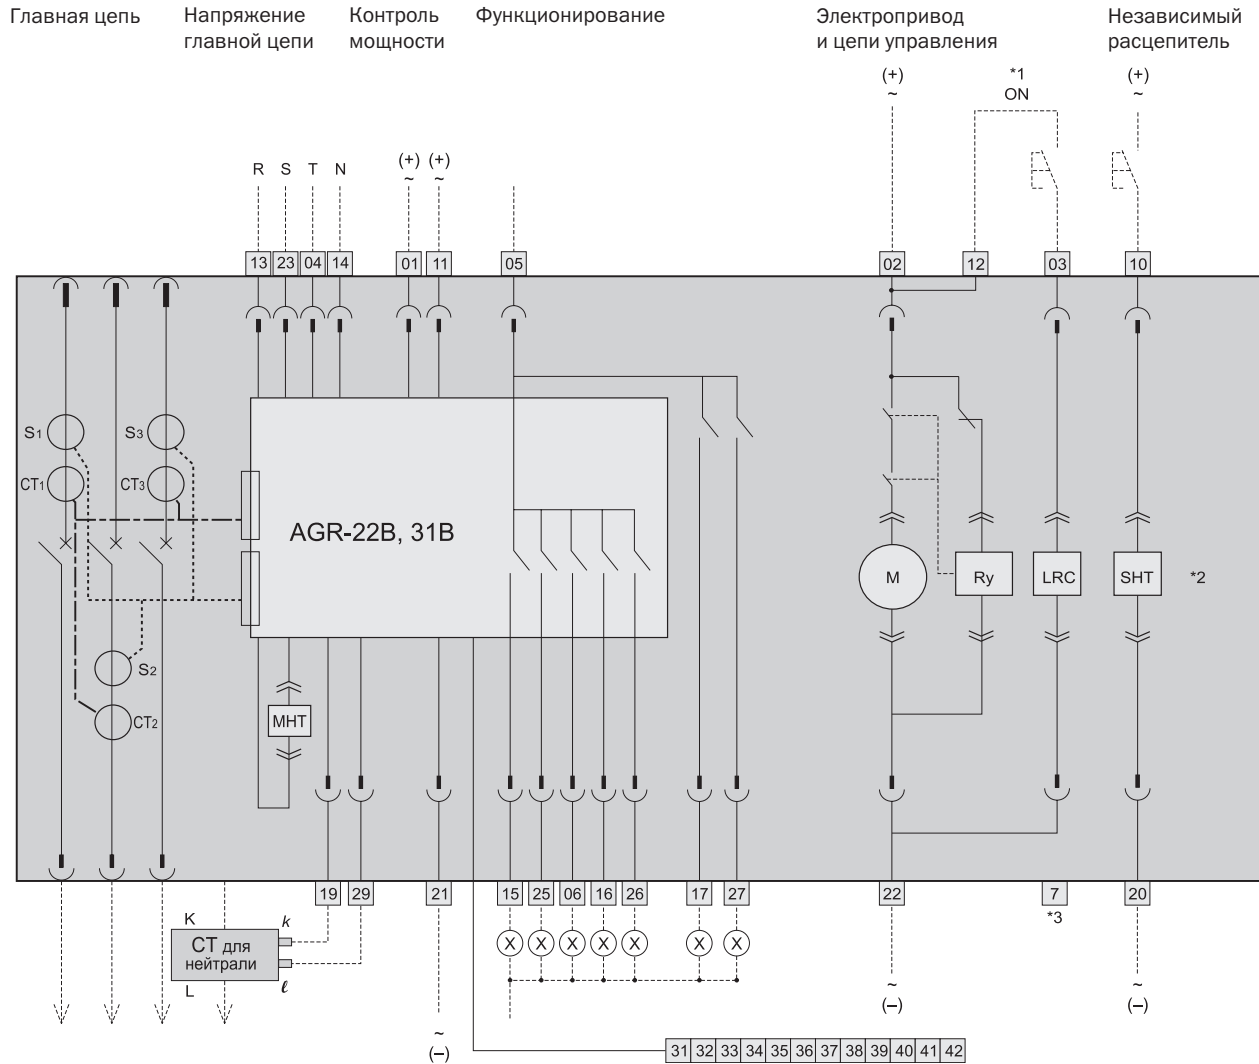 Главная цепь
Напряжение
главной цепи
Контроль
мощности
Функционирование
Электропривод
и цепи управления
Независимый
расцепитель
(+)
~
*1
ON
(+)
~
R S T N
(+) (+)
~ ~
13 23 04 14 01 11 05 02 12 03 10
S1 S3
CT1 CT3
AGR-22B, 31B
M Ry LRC SHT *2
S2
CT2
MHT
19 29 21 15 25 06 16 26 17 27 22 7 20
*3
K k
СТ для
нейтрали
L ℓ
X X X X X X X
~
(–)
~
(–)
~
(–)
31 32 33 34 35 36 37 38 39 40 41 42